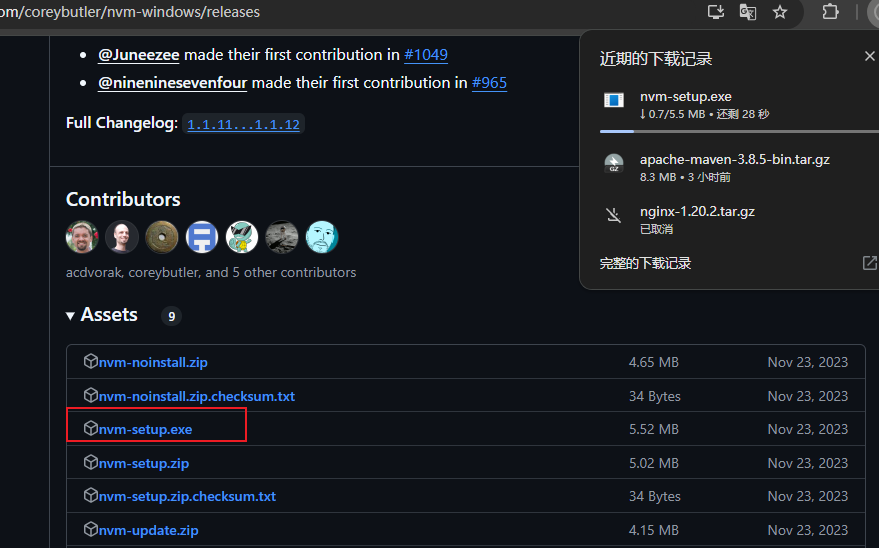 om/coreybutler/nvm-windows/releases
@Juneezee made their first contribution in #1049
@nineninesevenfour made their first contribution in #965
Full Changelog: 1.1.11...1.1.12
Contributors
acdvorak, coreybutler, and 5 other contributors
Assets 9
nvm-noinstall.zip 4.65 MB Nov 23, 2023
nvm-noinstall.zip.checksum.txt 34 Bytes Nov 23, 2023
nvm-setup.exe 5.52 MB Nov 23, 2023
nvm-setup.zip 5.02 MB Nov 23, 2023
nvm-setup.zip.checksum.txt 34 Bytes Nov 23, 2023
nvm-update.zip 4.15 MB Nov 23, 2023
近期的下载记录
nvm-setup.exe
↓ 0.7/5.5 MB • 还剩 28 秒
GZ
apache-maven-3.8.5-bin.tar.gz
8.3 MB • 3 小时前
nginx-1.20.2.tar.gz
已取消
完整的下载记录